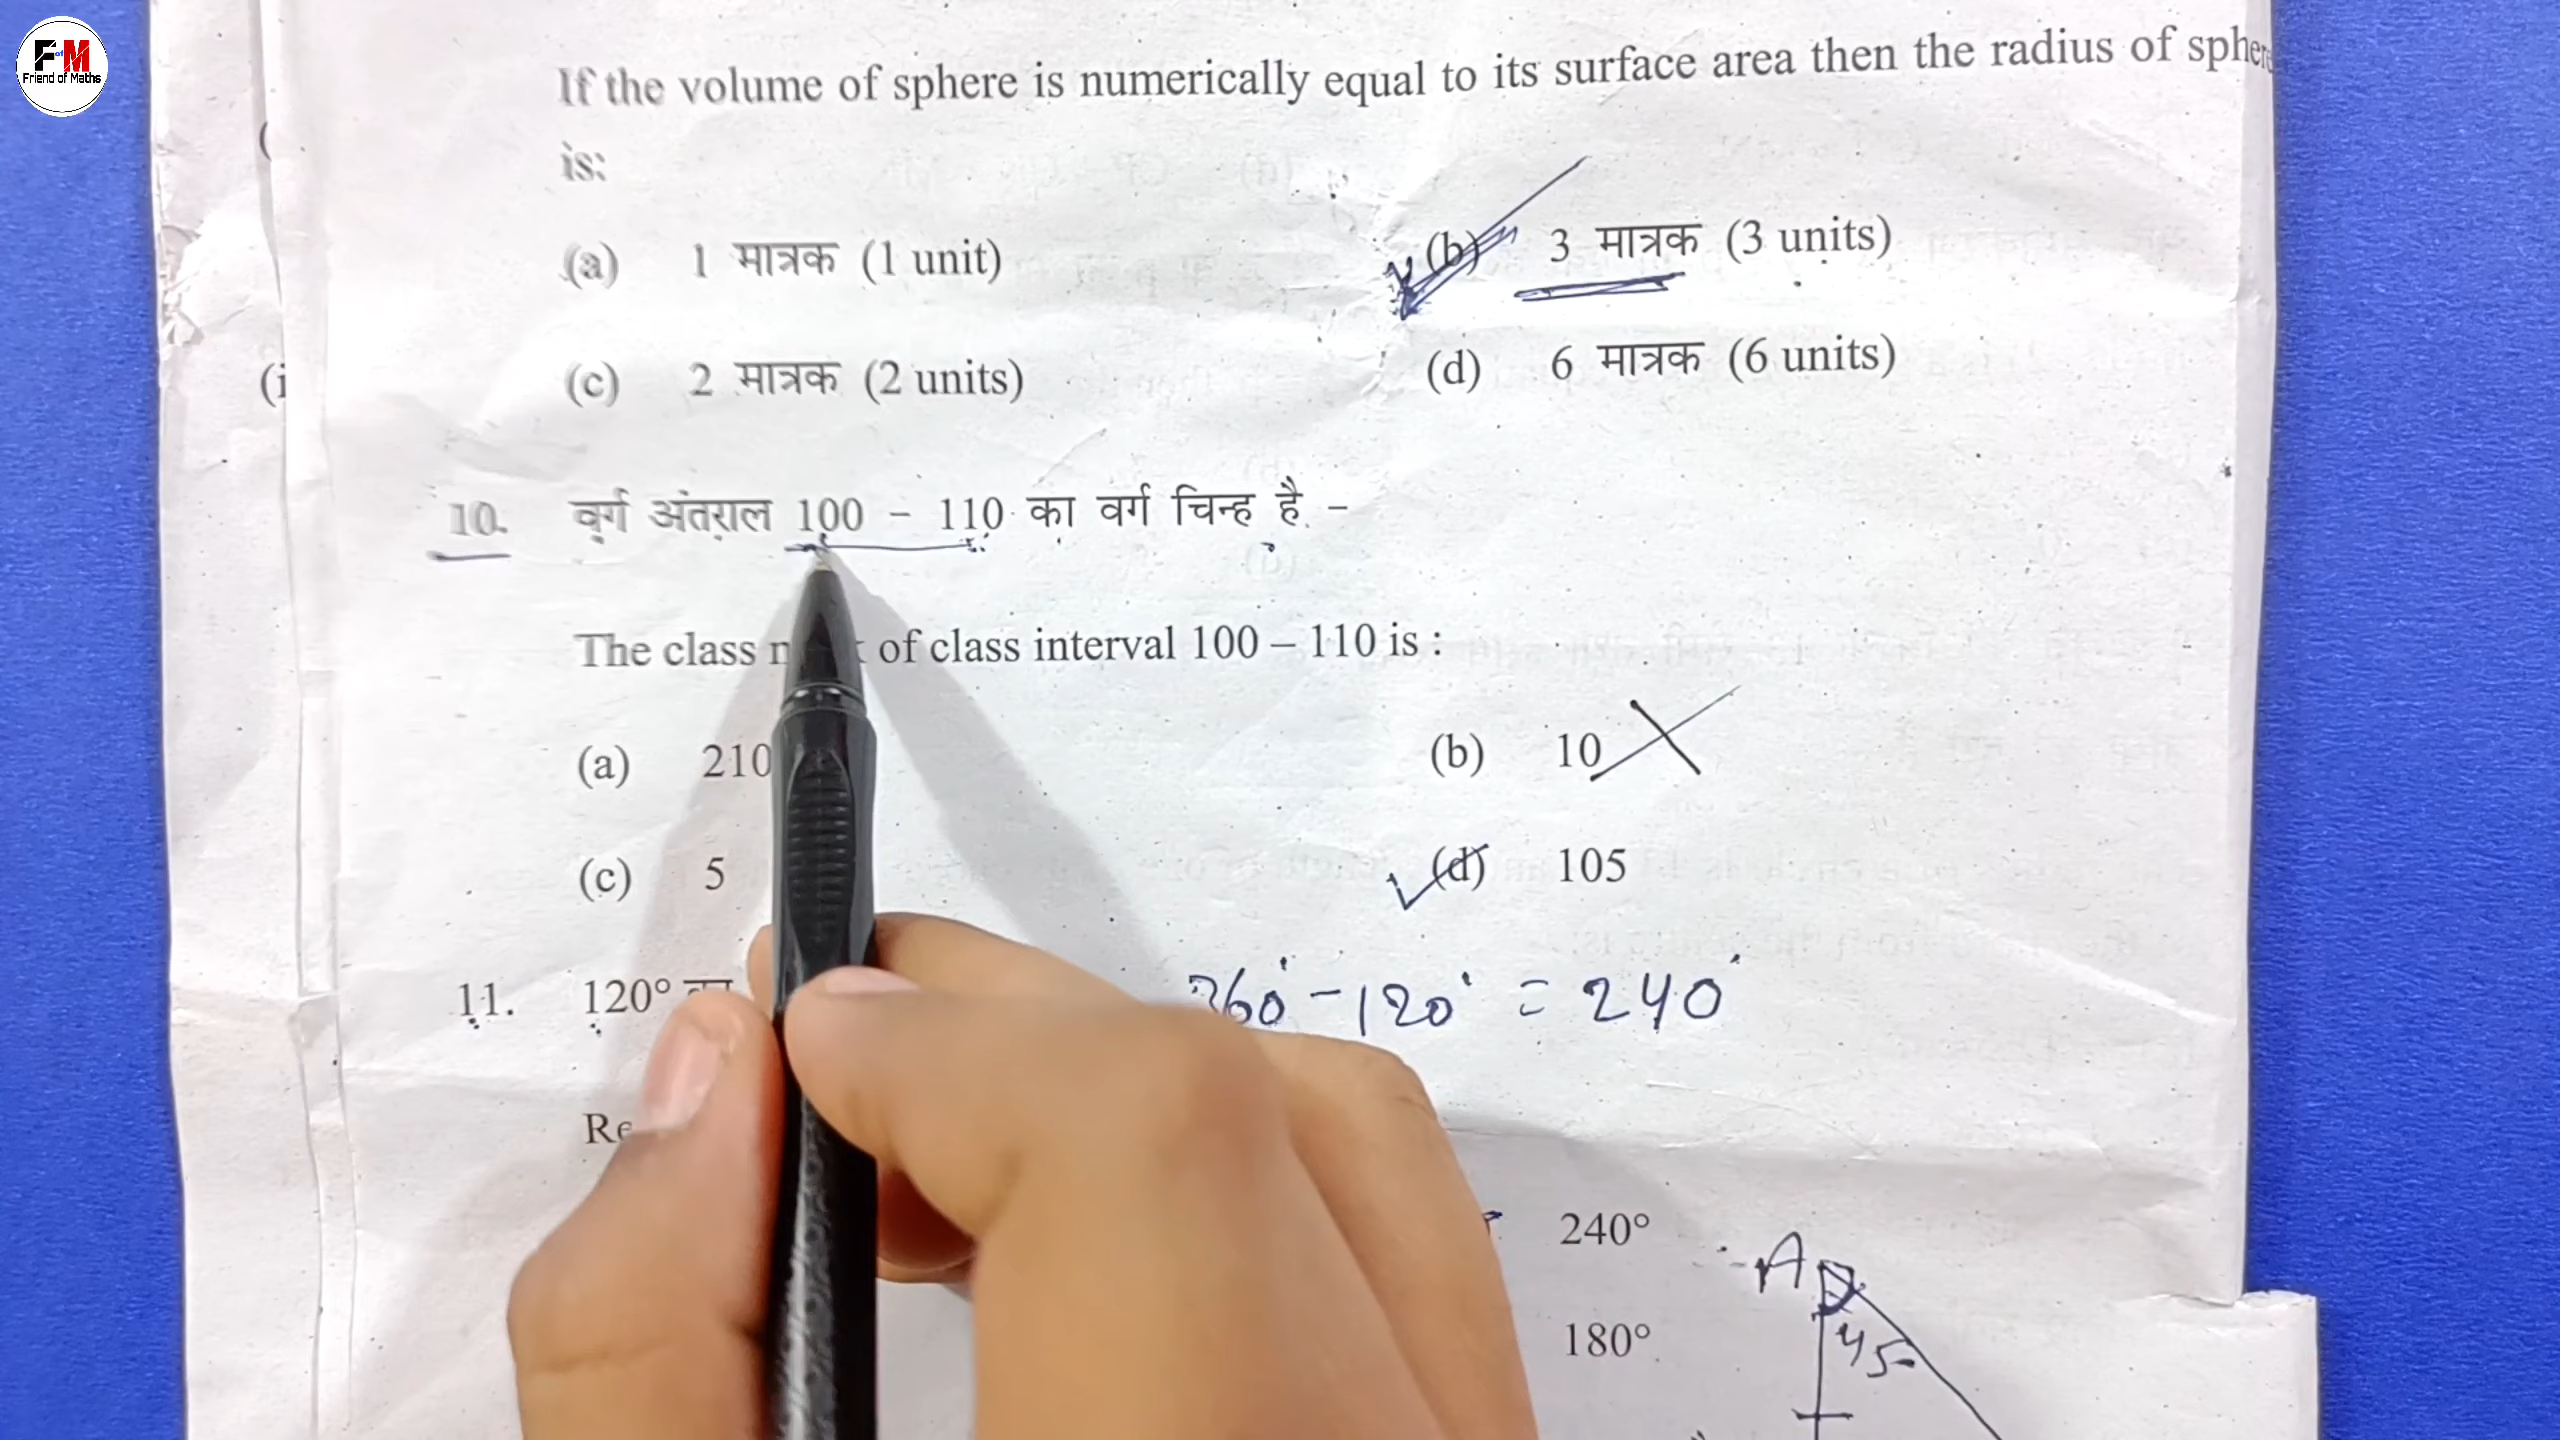 FofM
Friend of Maths
If the volume of sphere is numerically equal to its surface area then the radius of sphere
is:
(a) 1 मात्रक (1 unit) (b) 3 मात्रक (3 units)
(c) 2 मात्रक (2 units) (d) 6 मात्रक (6 units)
(i
10. वर्ग अंतराल 100 - 110 का वर्ग चिन्ह है -
The class of class interval 100 – 110 is :
(a) 210 (b) 10
(c) 5 (d) 105
11. 120° 360° - 120° = 240°
240° A
180° 45